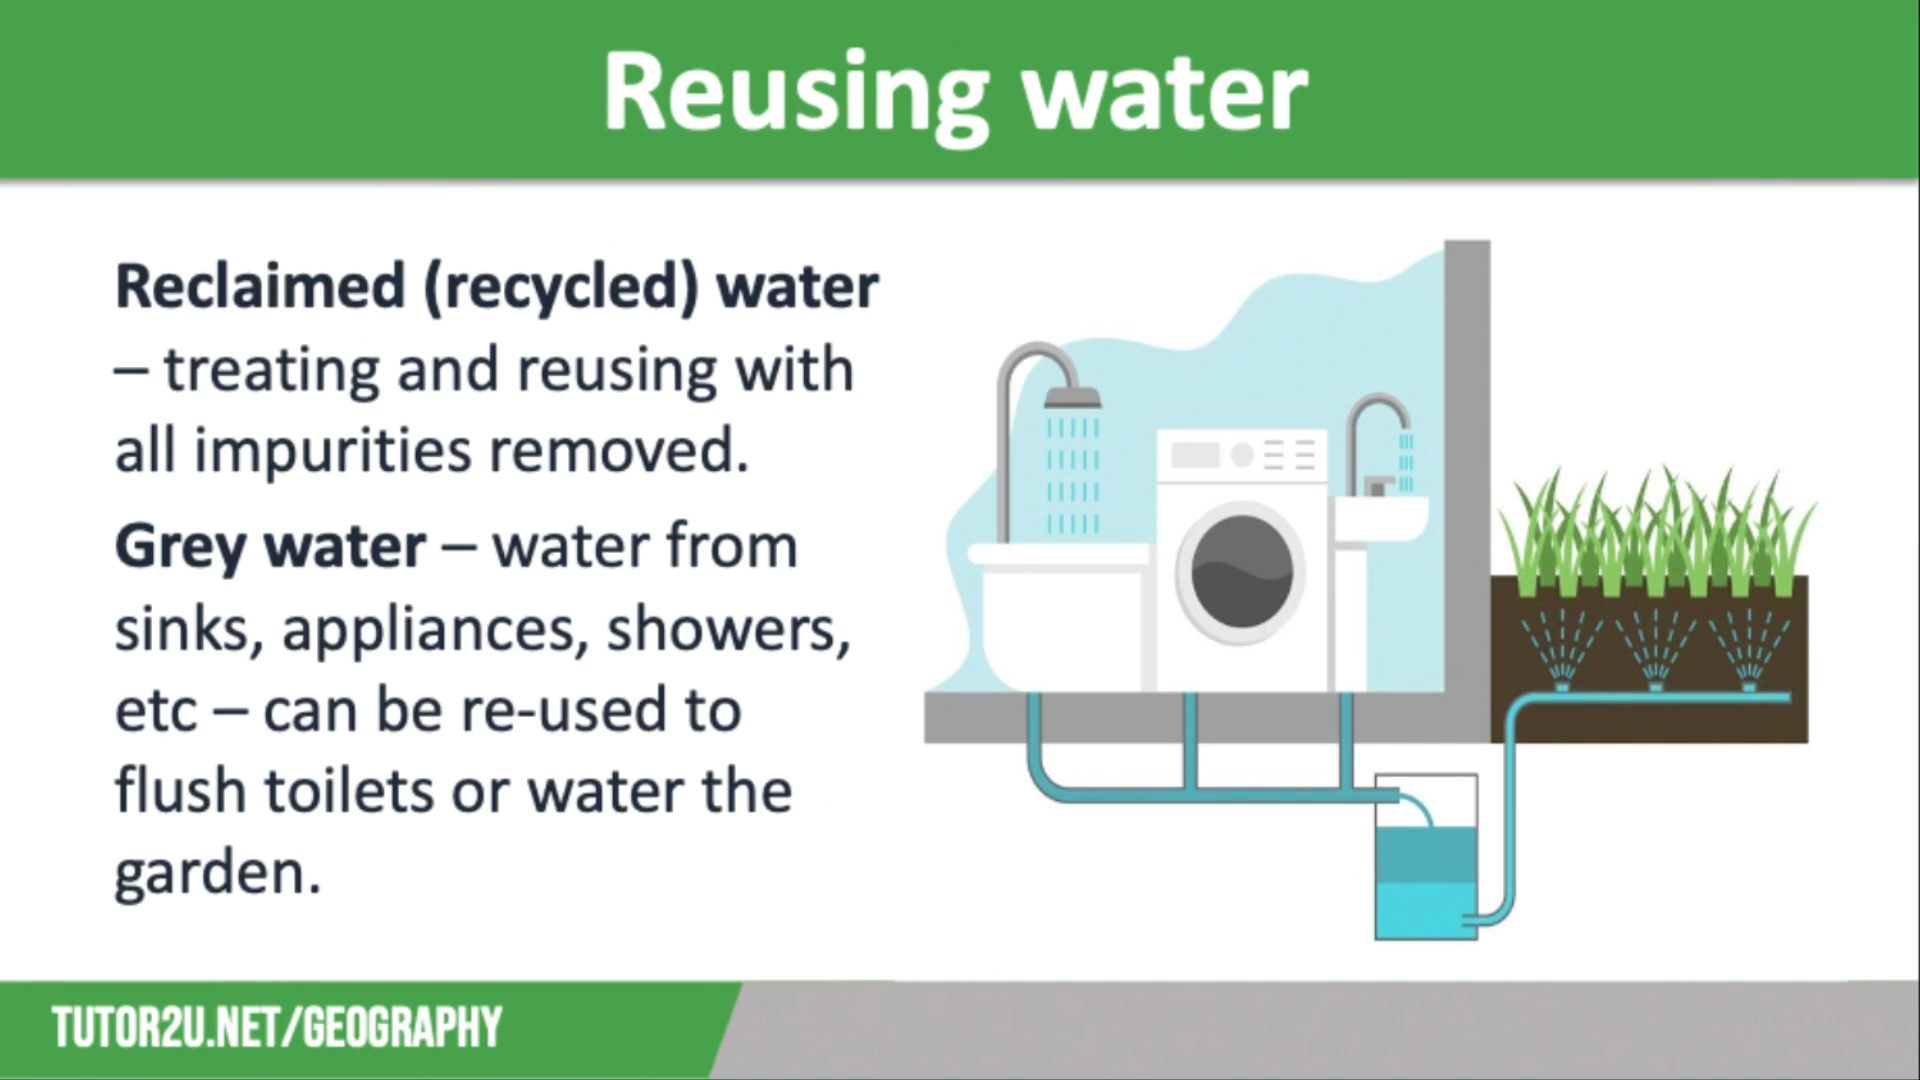 Reusing water
Reclaimed (recycled) water
– treating and reusing with
all impurities removed.
Grey water – water from
sinks, appliances, showers,
etc – can be re-used to
flush toilets or water the
garden.
TUTOR2U.NET/GEOGRAPHY